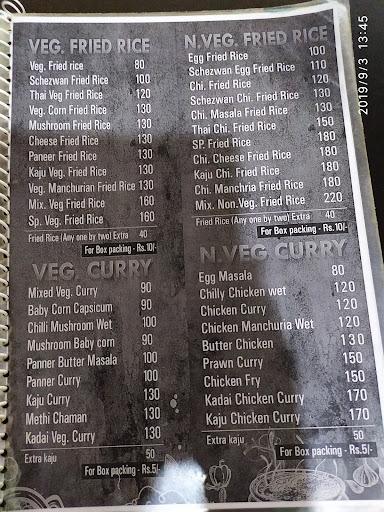 VEG. FRIED RICE
Veg. Fried rice 80
Schezwan Fried Rice 100
Thai Veg Fried Rice 120
Veg. Corn Fried Rice 130
Mushroom Fried Rice 130
Cheese Fried Rice 130
Paneer Fried Rice 130
Kaju Veg. Fried Rice 130
Veg. Manchurian Fried Rice 130
Mix. Veg Fried Rice 160
Sp. Veg. Fried Rice 160
Fried Rice (Any one by two) Extra 40
For Box packing - Rs.10/-
VEG. CURRY
Mixed Veg. Curry 90
Baby Corn Capsicum 90
Chilli Mushroom Wet 100
Mushroom Baby corn 90
Panner Butter Masala 100
Panner Curry 100
Kaju Curry 130
Methi Chaman 130
Kadai Veg. Curry 130
Extra kaju 50
For Box packing - Rs.5/-
N.VEG. FRIED RICE
Egg Fried Rice 100
Schezwan Egg Fried Rice 110
Chi. Fried Rice 120
Schezwan Chi. Fried Rice 130
Chi. Masala Fried Rice 130
Thai Chi. Fried Rice 150
SP. Fried Rice 180
Chi. Cheese Fried Rice 180
Kaju Chi. Fried Rice 180
Chi. Manchria Fried Rice 180
Mix. Non.Veg. Fried Rice 220
Fried Rice (Any one by two) Extra 40
For Box packing - Rs.10/-
N.VEG CURRY
Egg Masala 80
Chilly Chicken wet 120
Chicken Curry 120
Chicken Manchuria Wet 120
Butter Chicken 130
Prawn Curry 150
Chicken Fry 150
Kadai Chicken Curry 170
Kaju Chicken Curry 170
Extra kaju 50
For Box packing - Rs.5/-
2019/9/3 13:45